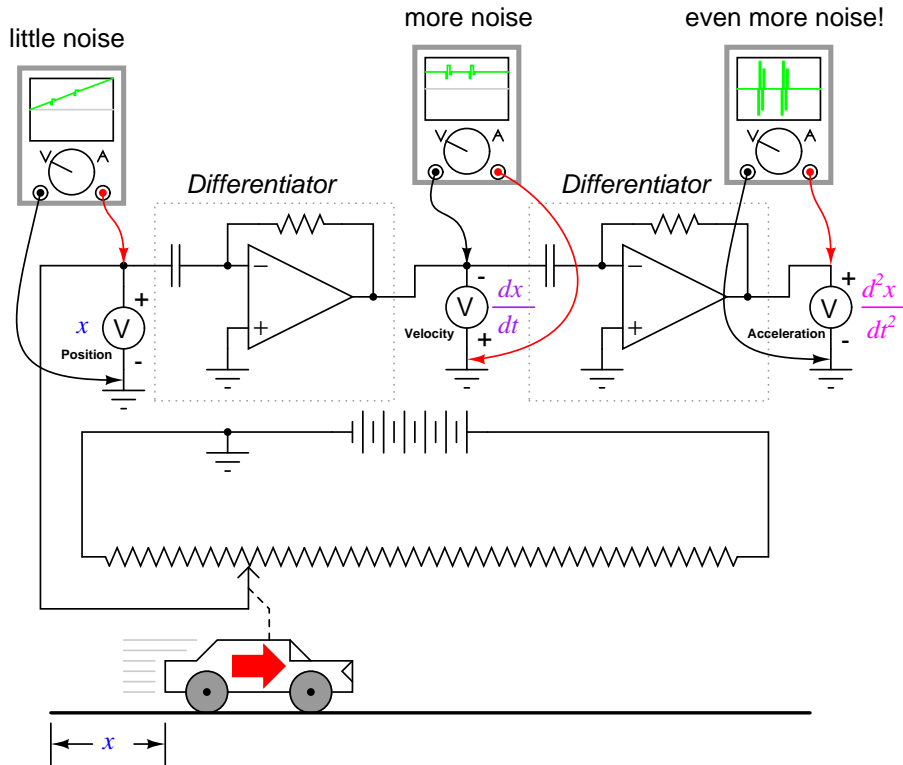 little noise
more noise
even more noise!
V A
V A
V A
Differentiator
Differentiator
−
+
−
+
x
+
V
Position
-
-
V
Velocity
+
dx
dt
+
V
Acceleration
-
d²x
dt²
x